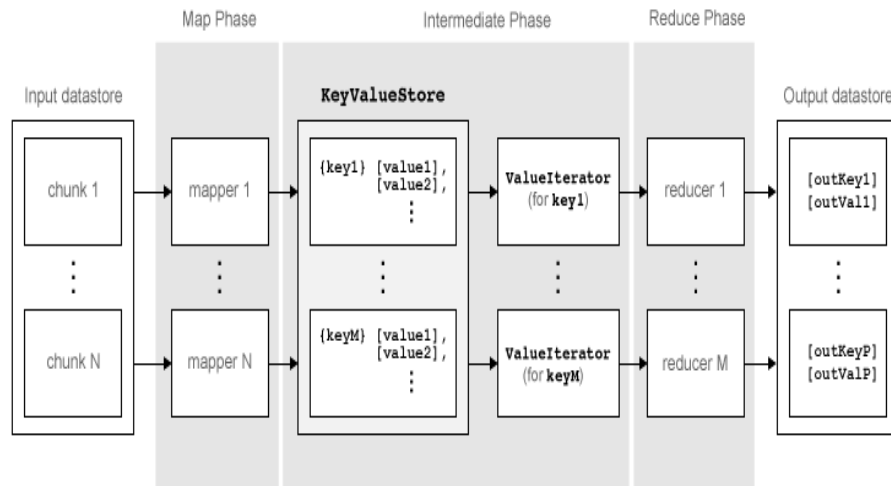 Map Phase
Intermediate Phase
Reduce Phase
Input datastore
KeyValueStore
Output datastore
chunk 1
mapper 1
{key1} [value1],
[value2],
⋮
ValueIterator
(for key1)
reducer 1
[outKey1]
[outVal1]
chunk N
mapper N
{keyM} [value1],
[value2],
⋮
ValueIterator
(for keyM)
reducer M
[outKeyP]
[outValP]